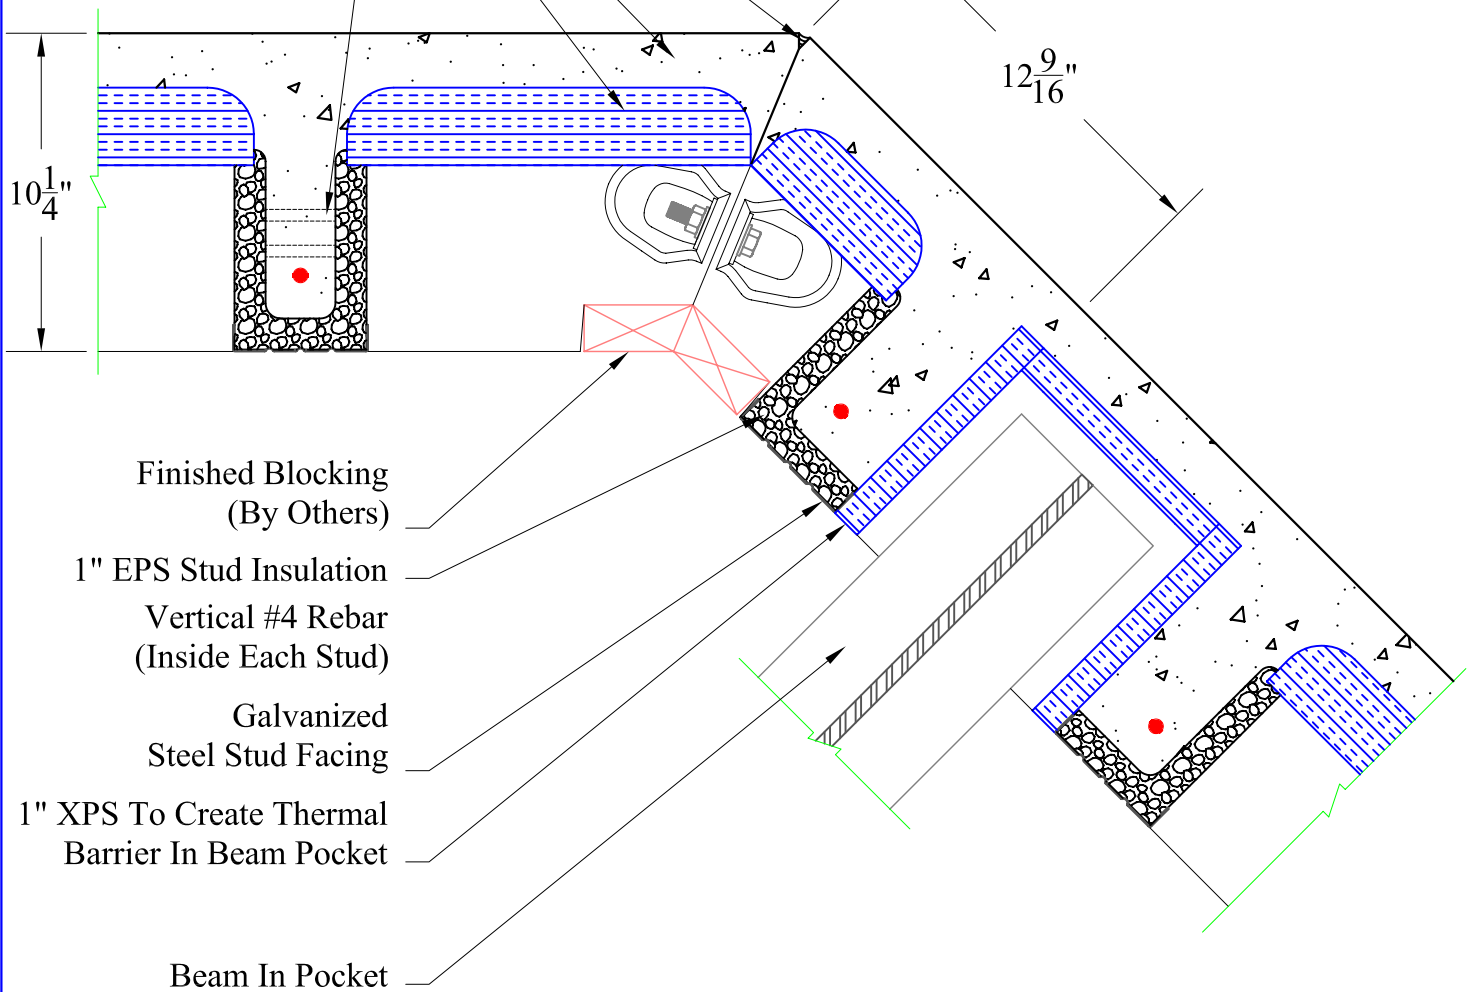 12 9/16"
10 1/4"
Finished Blocking
(By Others)
1" EPS Stud Insulation
Vertical #4 Rebar
(Inside Each Stud)
Galvanized
Steel Stud Facing
1" XPS To Create Thermal
Barrier In Beam Pocket
Beam In Pocket